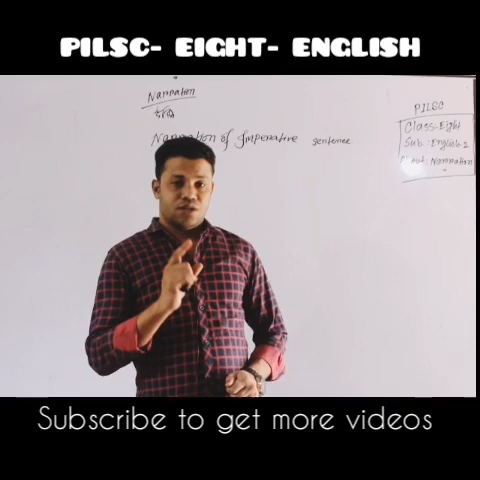 PILSC- EIGHT- ENGLISH
Narration
Narration of Imperative sentence
PILSC
Class-Eight
Sub:-English-2
Narration
Subscribe to get more videos